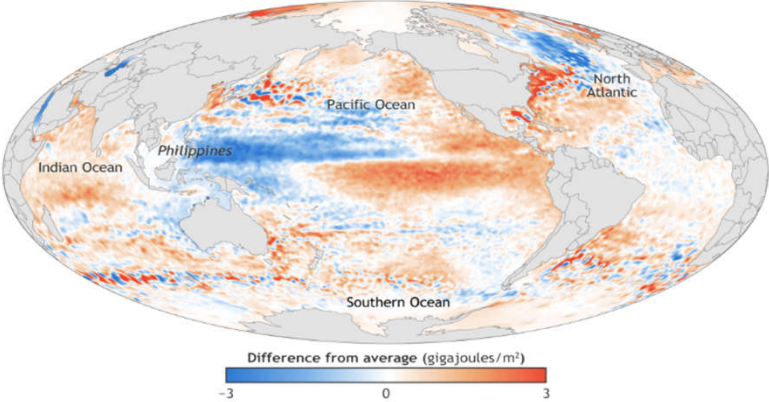 North
Atlantic
Pacific Ocean
Philippines
Indian Ocean
Southern Ocean
Difference from average (gigajoules/m²)
-3 0 3